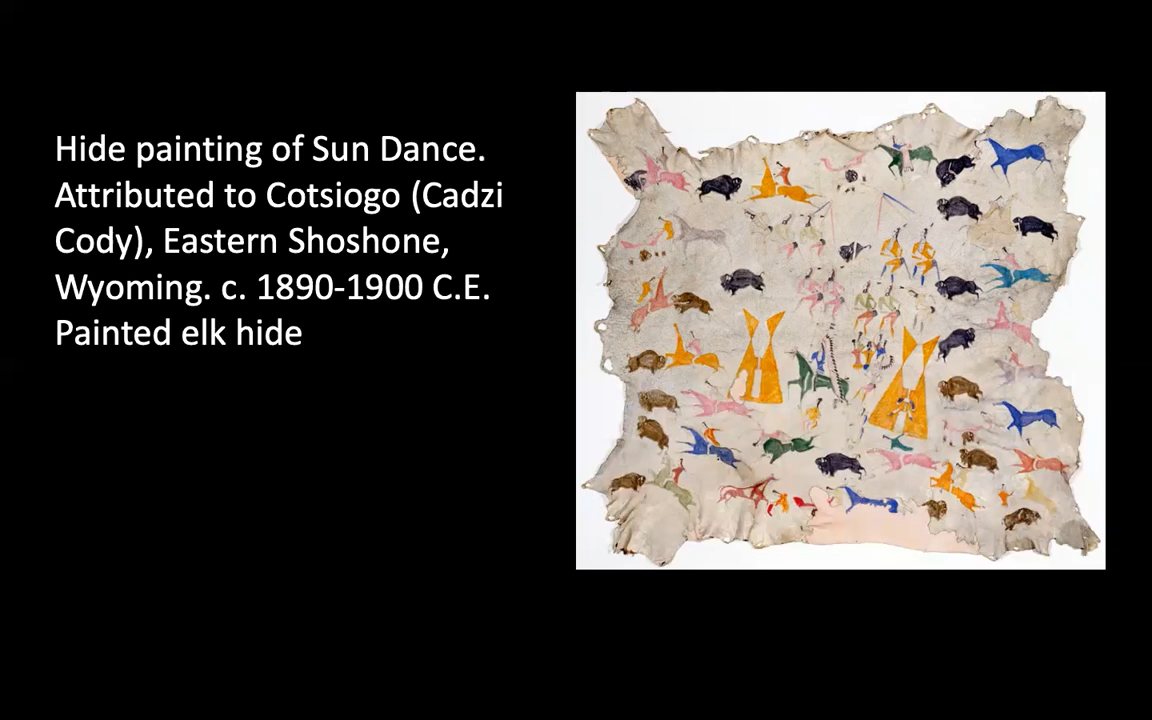 Hide painting of Sun Dance.
Attributed to Cotsiogo (Cadzi
Cody), Eastern Shoshone,
Wyoming. c. 1890-1900 C.E.
Painted elk hide